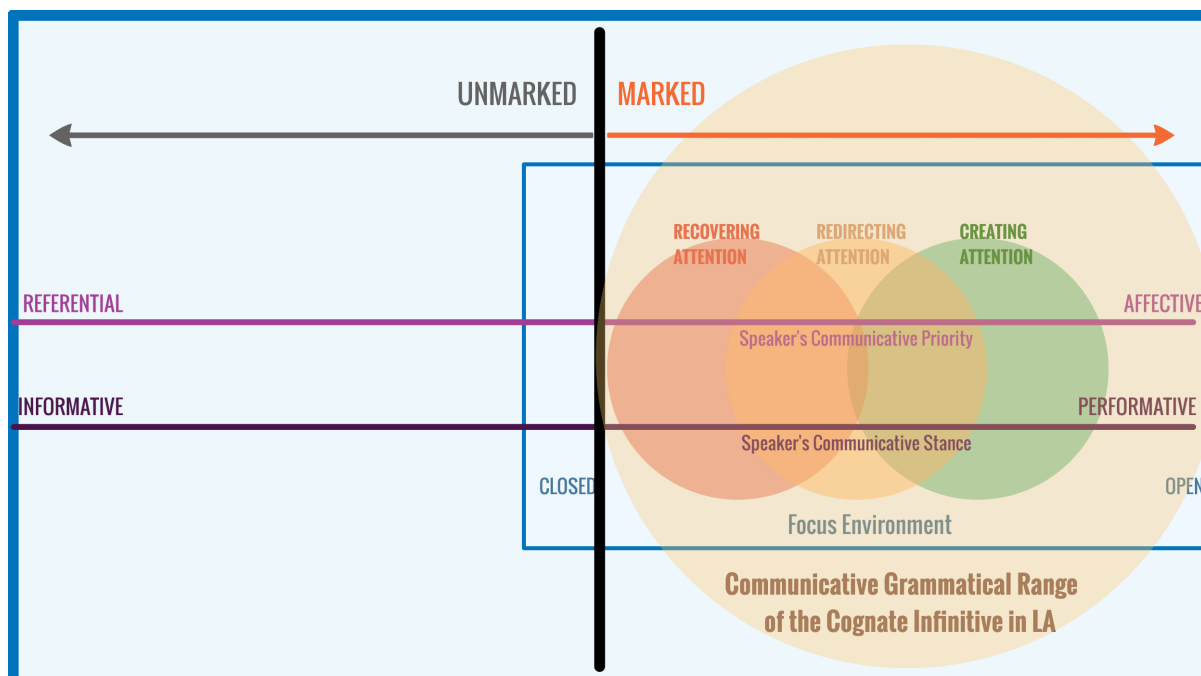 UNMARKED
MARKED
RECOVERING
ATTENTION
REDIRECTING
ATTENTION
CREATING
ATTENTION
REFERENTIAL
AFFECTIVE
Speaker's Communicative Priority
INFORMATIVE
PERFORMATIVE
Speaker's Communicative Stance
CLOSED
OPEN
Focus Environment
Communicative Grammatical Range
of the Cognate Infinitive in LA